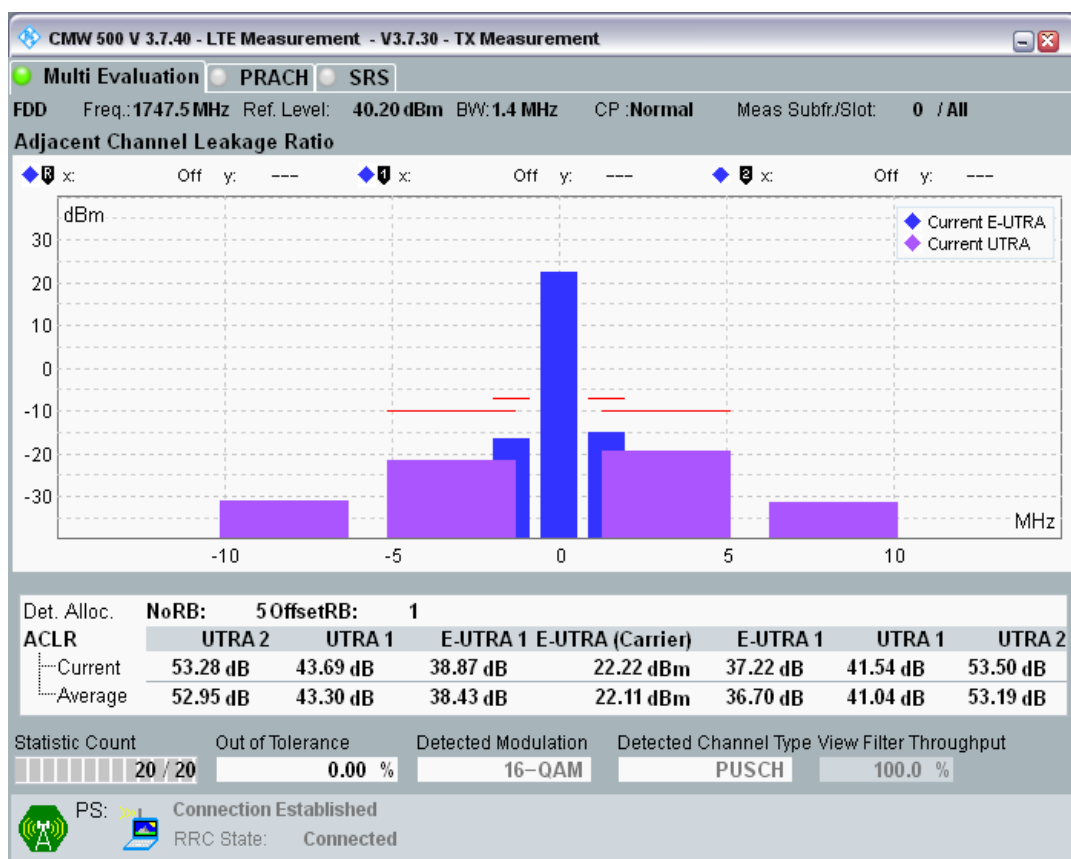 CMW 500 V 3.7.40 - LTE Measurement - V3.7.30 - TX Measurement
Multi Evaluation PRACH SRS
FDD Freq.: 1747.5 MHz Ref. Level: 40.20 dBm BW: 1.4 MHz CP : Normal Meas Subfr./Slot: 0 / All
Adjacent Channel Leakage Ratio
R x: Off y: --- 1 x: Off y: --- 2 x: Off y: ---
dBm
Current E-UTRA
Current UTRA
30
20
10
0
-10
-20
-30
MHz
-10 -5 0 5 10
Det. Alloc. NoRB: 5 OffsetRB: 1
ACLR UTRA 2 UTRA 1 E-UTRA 1 E-UTRA (Carrier) E-UTRA 1 UTRA 1 UTRA 2
Current 53.28 dB 43.69 dB 38.87 dB 22.22 dBm 37.22 dB 41.54 dB 53.50 dB
Average 52.95 dB 43.30 dB 38.43 dB 22.11 dBm 36.70 dB 41.04 dB 53.19 dB
Statistic Count Out of Tolerance Detected Modulation Detected Channel Type View Filter Throughput
20 / 20 0.00 % 16-QAM PUSCH 100.0 %
PS: Connection Established
RRC State: Connected